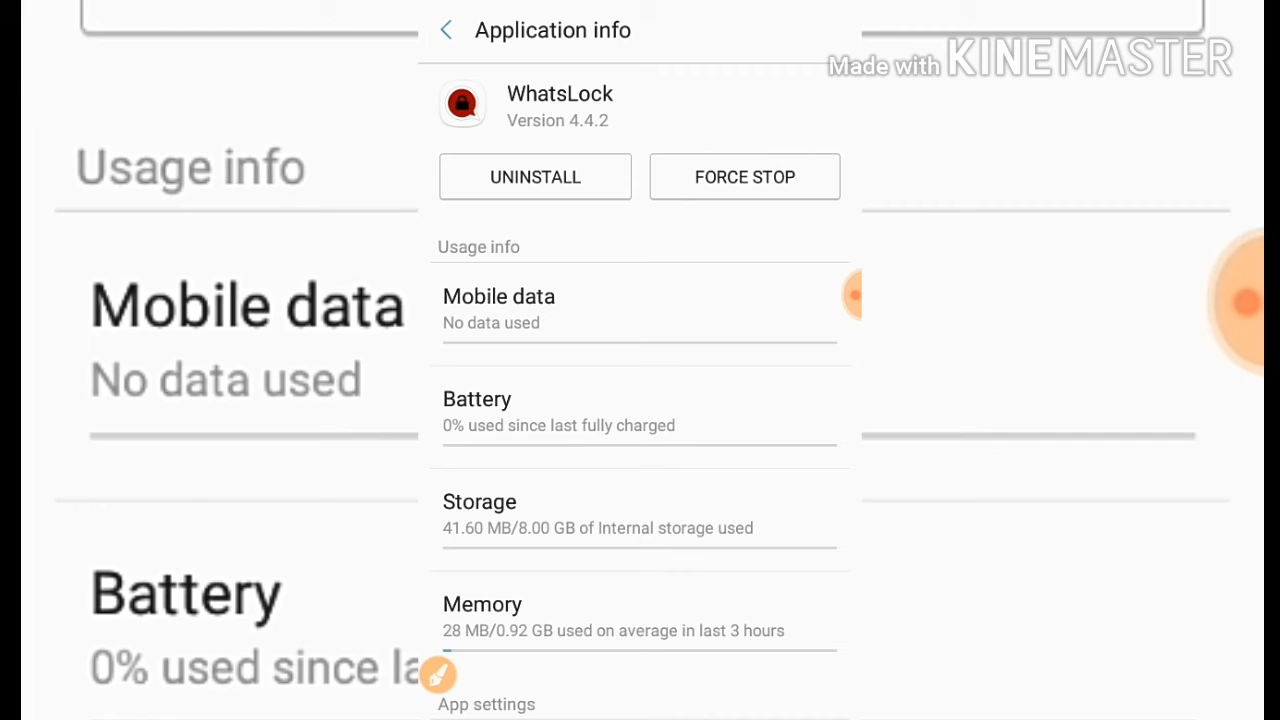 Application info
Made with KINEMASTER
WhatsLock
Version 4.4.2
UNINSTALL
FORCE STOP
Usage info
Mobile data
No data used
Battery
0% used since last fully charged
Storage
41.60 MB/8.00 GB of Internal storage used
Memory
28 MB/0.92 GB used on average in last 3 hours
App settings
Usage info
Mobile data
No data used
Battery
0% used since la